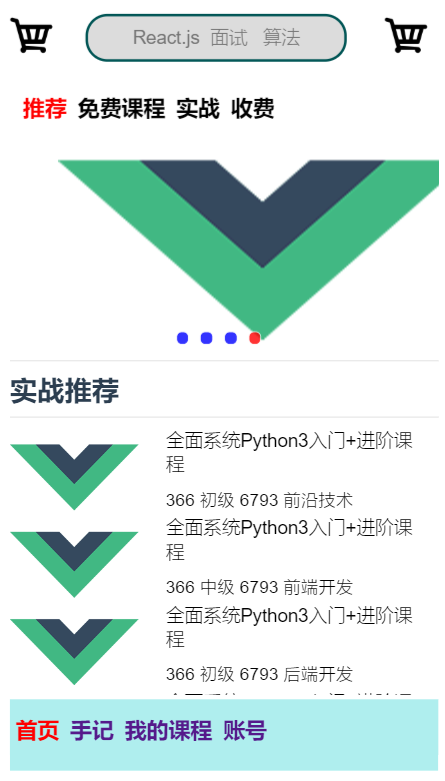 React.js 面试 算法
推荐 免费课程 实战 收费
实战推荐
全面系统Python3入门+进阶课
程
366 初级 6793 前沿技术
全面系统Python3入门+进阶课
程
366 中级 6793 前端开发
全面系统Python3入门+进阶课
程
366 初级 6793 后端开发
首页 手记 我的课程 账号